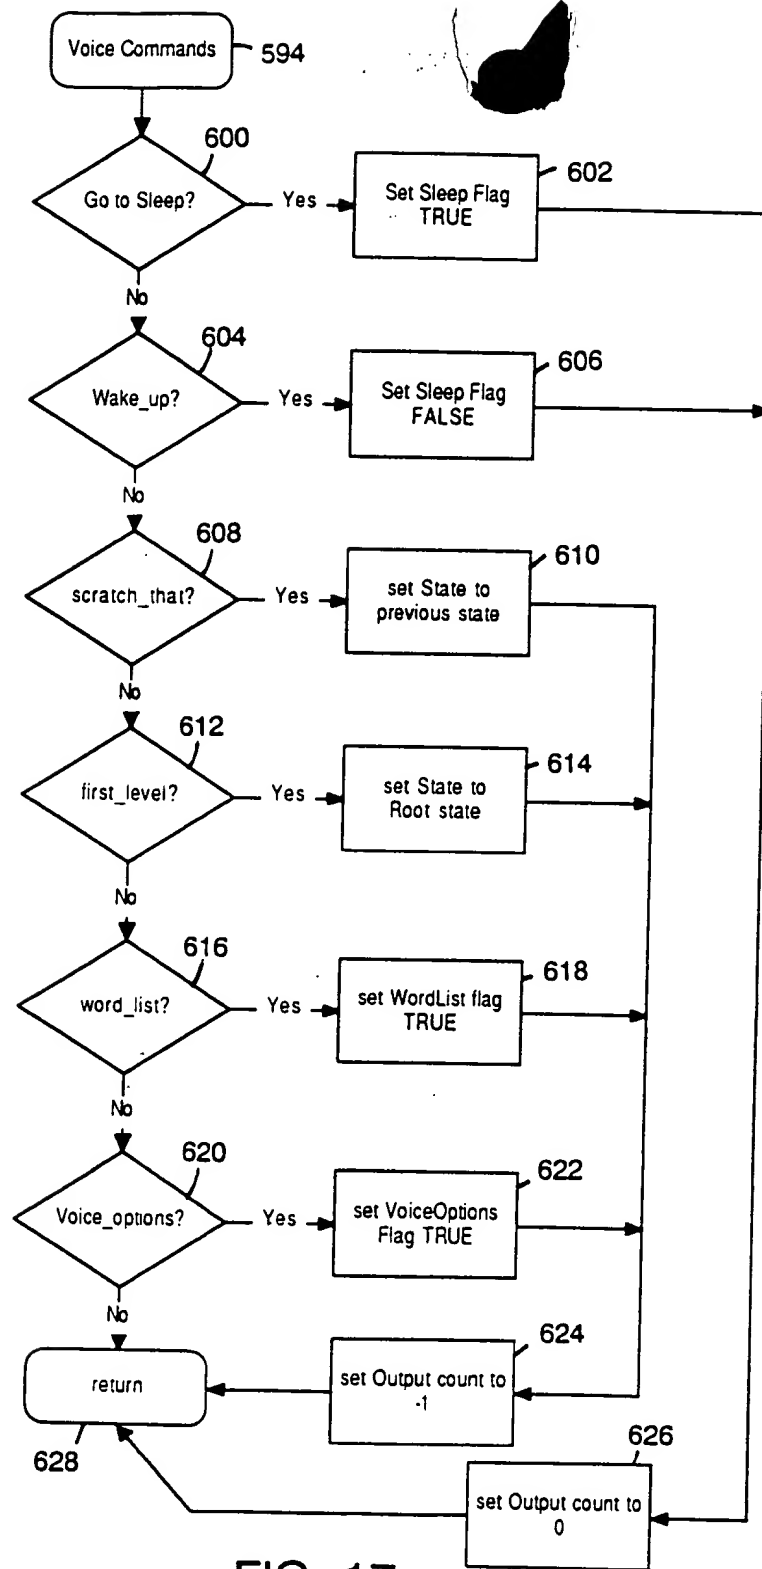 Voice Commands
594
600
Go to Sleep?
Yes
Set Sleep Flag
TRUE
602
No
604
Wake_up?
Yes
Set Sleep Flag
FALSE
606
No
608
scratch_that?
Yes
set State to
previous state
610
No
612
first_level?
Yes
set State to
Root state
614
No
616
word_list?
Yes
set WordList flag
TRUE
618
No
620
Voice_options?
Yes
set VoiceOptions
Flag TRUE
622
No
return
628
set Output count to
-1
624
set Output count to
0
626
FIG. 17